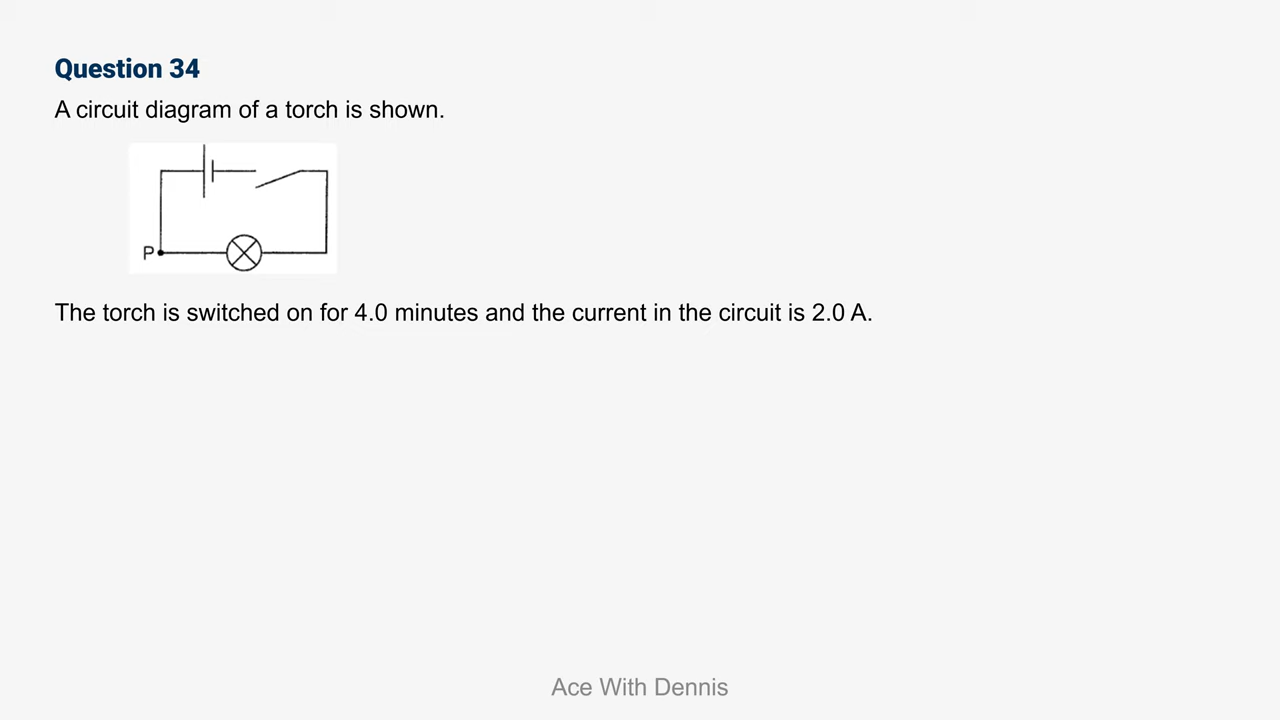 Question 34
A circuit diagram of a torch is shown.
P
The torch is switched on for 4.0 minutes and the current in the circuit is 2.0 A.
Ace With Dennis